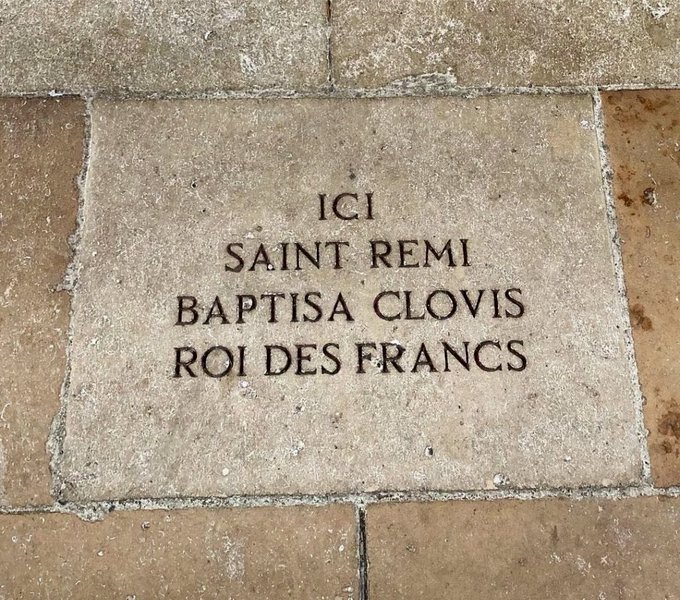 ICI
SAINT REMI
BAPTISA CLOVIS
ROI DES FRANCS